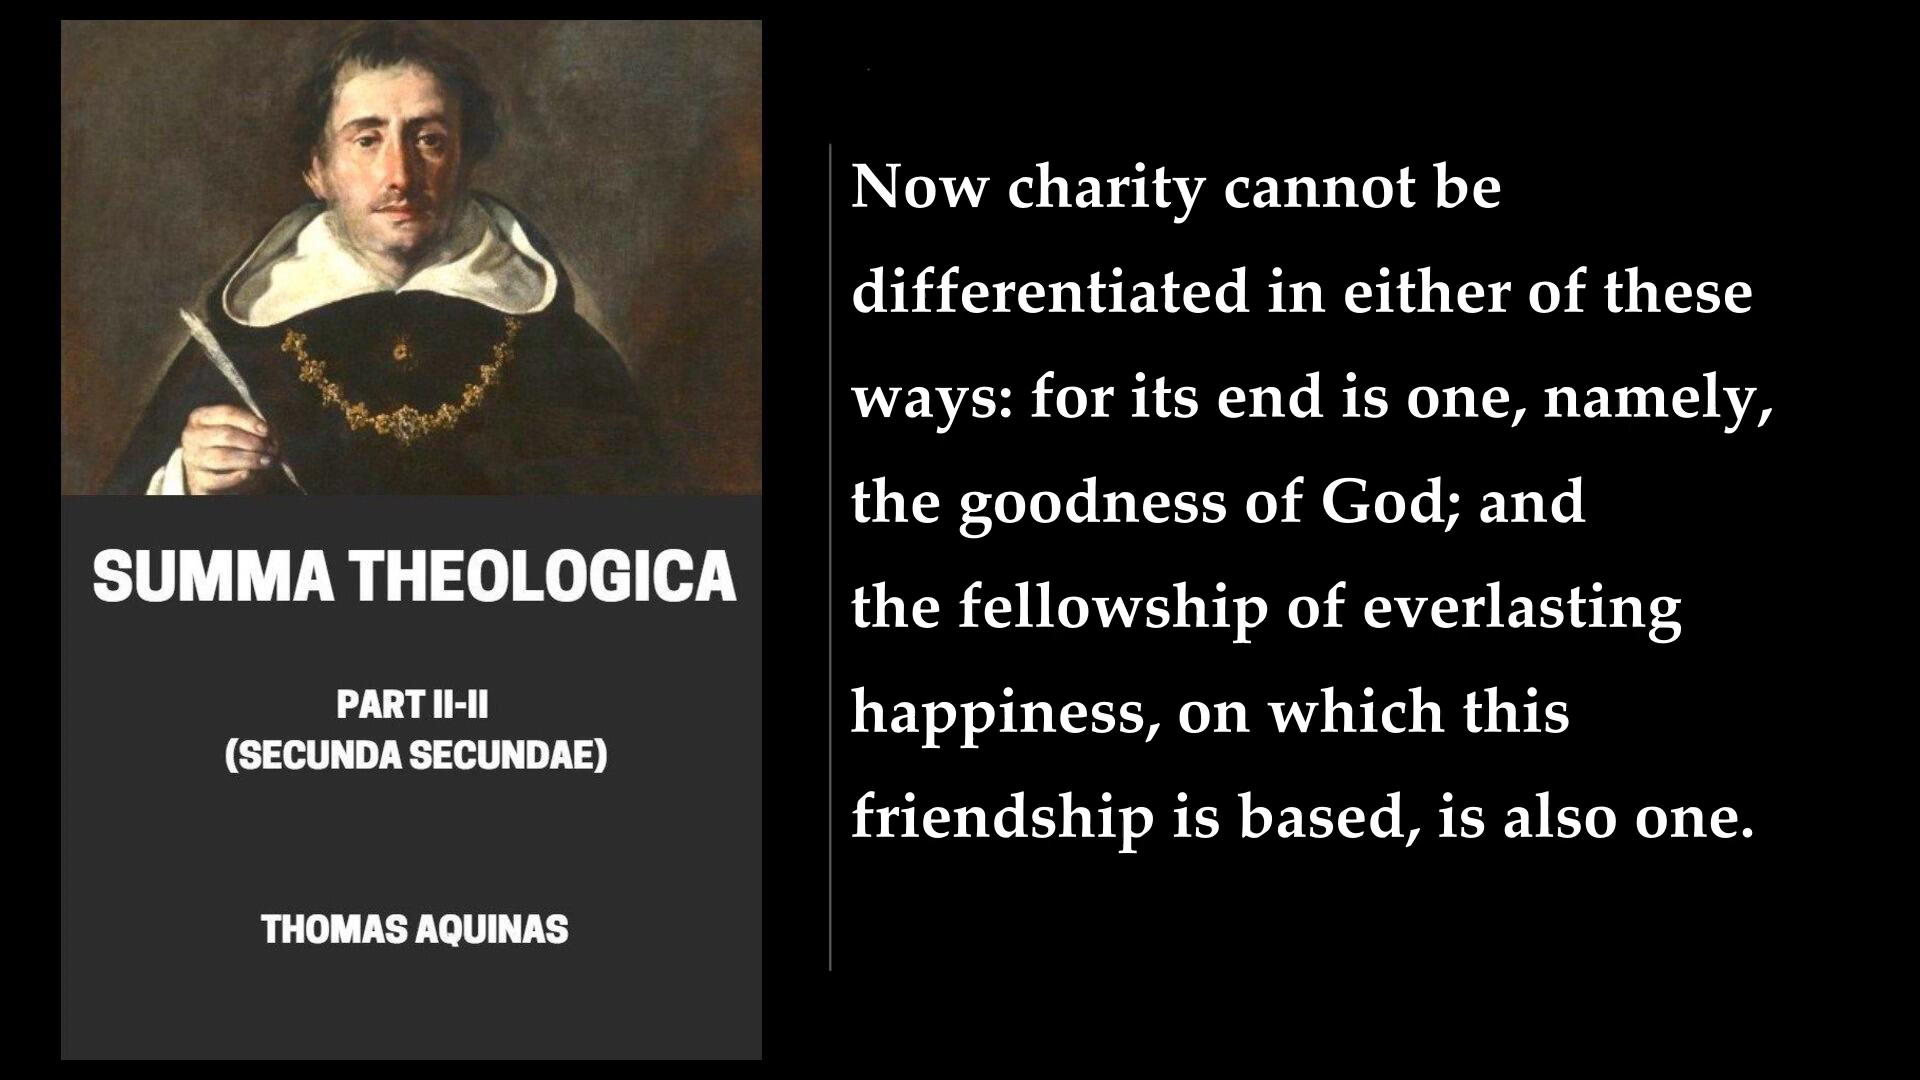 SUMMA THEOLOGICA
PART II-II
(SECUNDA SECUNDAE)
THOMAS AQUINAS
Now charity cannot be
differentiated in either of these
ways: for its end is one, namely,
the goodness of God; and
the fellowship of everlasting
happiness, on which this
friendship is based, is also one.